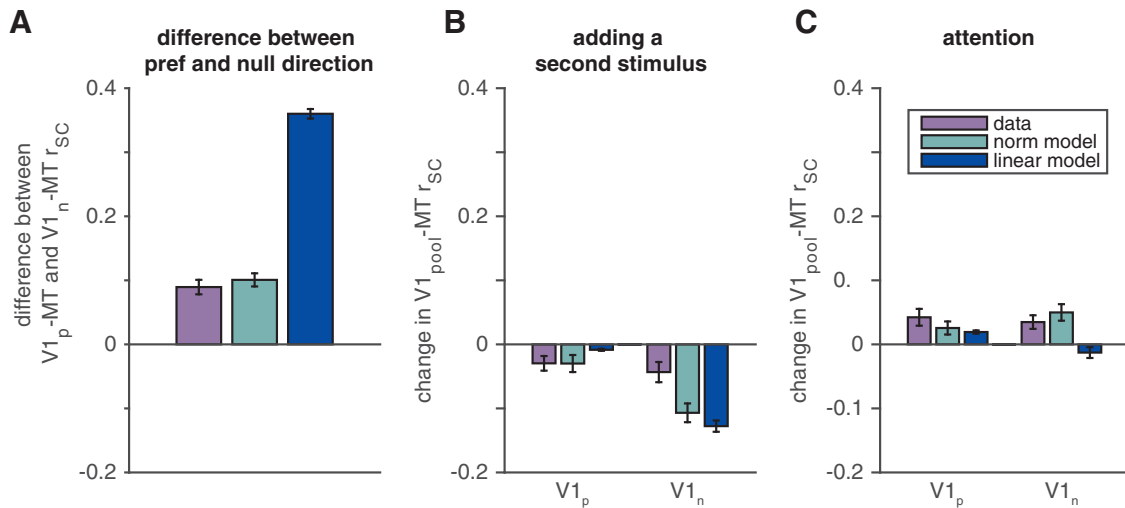 A
difference between
pref and null direction
difference between
V1p-MT and V1n-MT rSC
0.4
0.2
0
-0.2
B
adding a
second stimulus
change in V1pool-MT rSC
0.4
0.2
0
-0.2
V1p
V1n
C
attention
change in V1pool-MT rSC
0.4
0.2
0
-0.1
-0.2
data
norm model
linear model
V1p
V1n